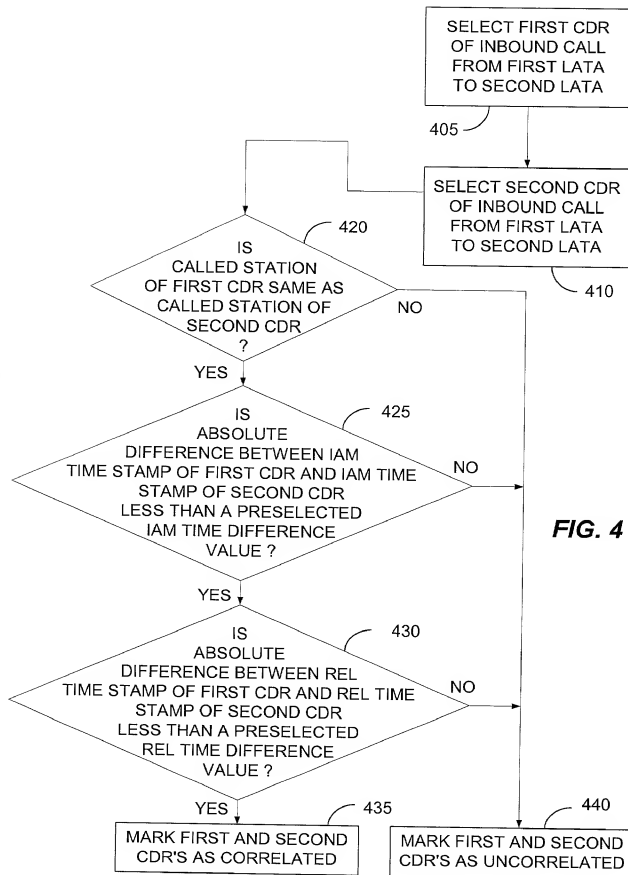 SELECT FIRST CDR
OF INBOUND CALL
FROM FIRST LATA
TO SECOND LATA
405
SELECT SECOND CDR
OF INBOUND CALL
FROM FIRST LATA
TO SECOND LATA
410
420
IS
CALLED STATION
OF FIRST CDR SAME AS
CALLED STATION OF
SECOND CDR
?
NO
YES
425
IS
ABSOLUTE
DIFFERENCE BETWEEN IAM
TIME STAMP OF FIRST CDR AND IAM TIME
STAMP OF SECOND CDR
LESS THAN A PRESELECTED
IAM TIME DIFFERENCE
VALUE ?
NO
YES
FIG. 4
430
IS
ABSOLUTE
DIFFERENCE BETWEEN REL
TIME STAMP OF FIRST CDR AND REL TIME
STAMP OF SECOND CDR
LESS THAN A PRESELECTED
REL TIME DIFFERENCE
VALUE ?
NO
YES
435
MARK FIRST AND SECOND
CDR'S AS CORRELATED
440
MARK FIRST AND SECOND
CDR'S AS UNCORRELATED